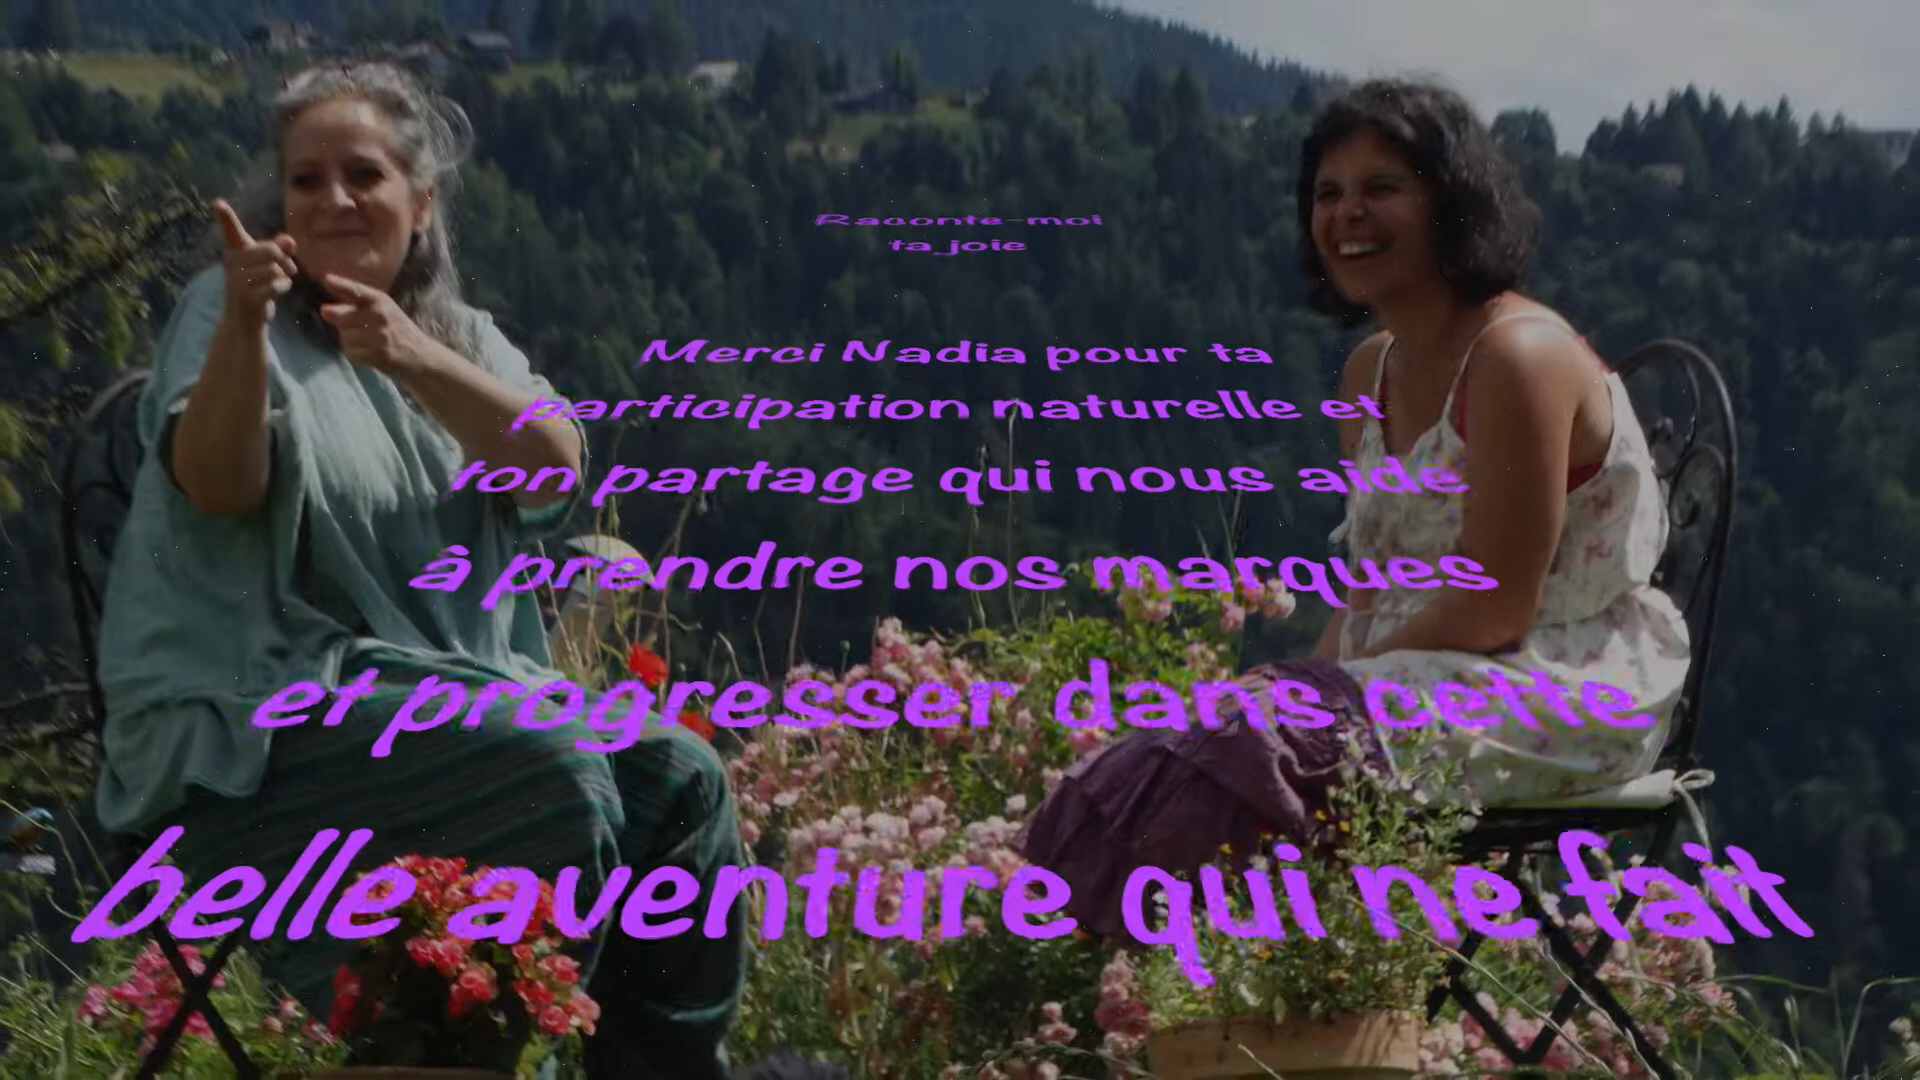 Raconte-moi
ta joie
Merci Nadia pour ta
participation naturelle et
ton partage qui nous aide
à prendre nos marques
et progresser dans cette
belle aventure qui ne fait